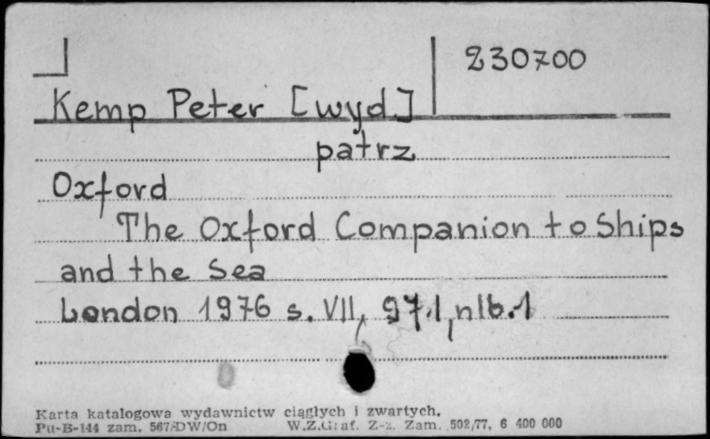 230700
Kemp Peter [wyd.]
patrz
Oxford
The Oxford Companion to Ships
and the Sea
London 1976 s. VII, 971, nlb. 1
Karta katalogowa wydawnictw ciągłych i zwartych.
Pu-B-144 zam. 567/DW/On W.Z.Graf. Z-z. Zam. 502/77, 6 400 000